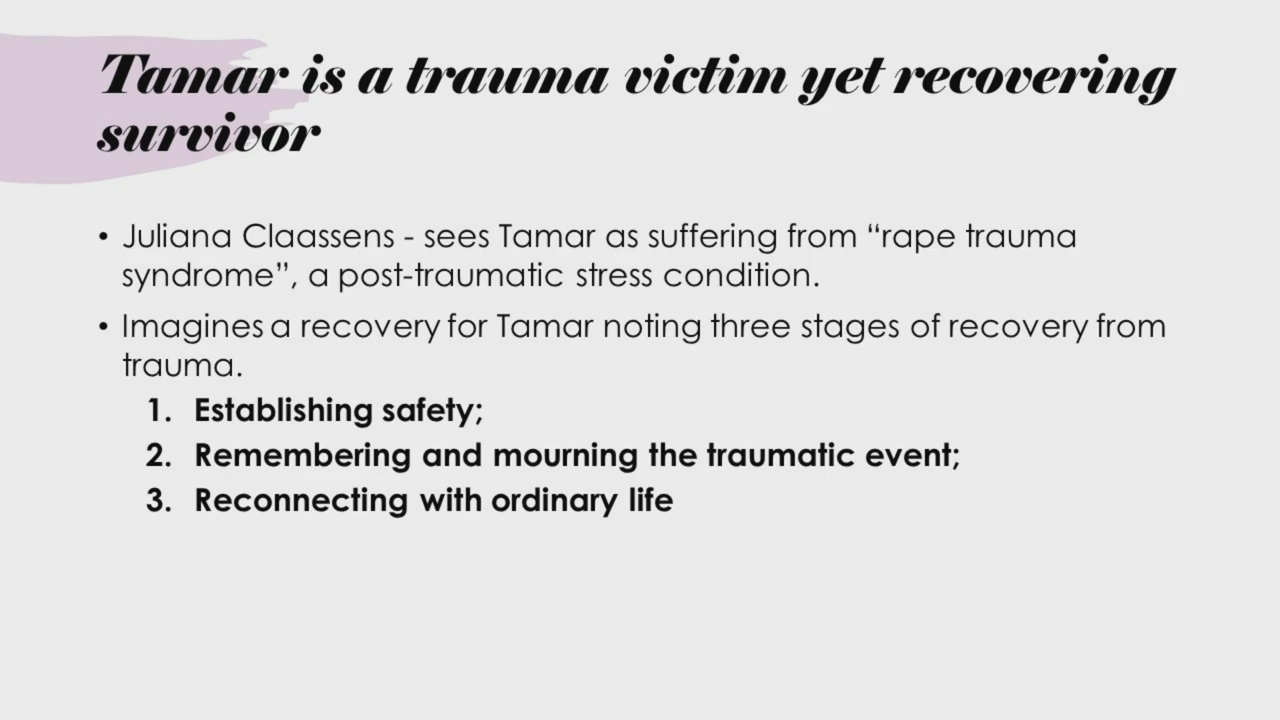 Tamar is a trauma victim yet recovering
survivor
• Juliana Claassens - sees Tamar as suffering from “rape trauma
syndrome”, a post-traumatic stress condition.
• Imagines a recovery for Tamar noting three stages of recovery from
trauma.
1. Establishing safety;
2. Remembering and mourning the traumatic event;
3. Reconnecting with ordinary life